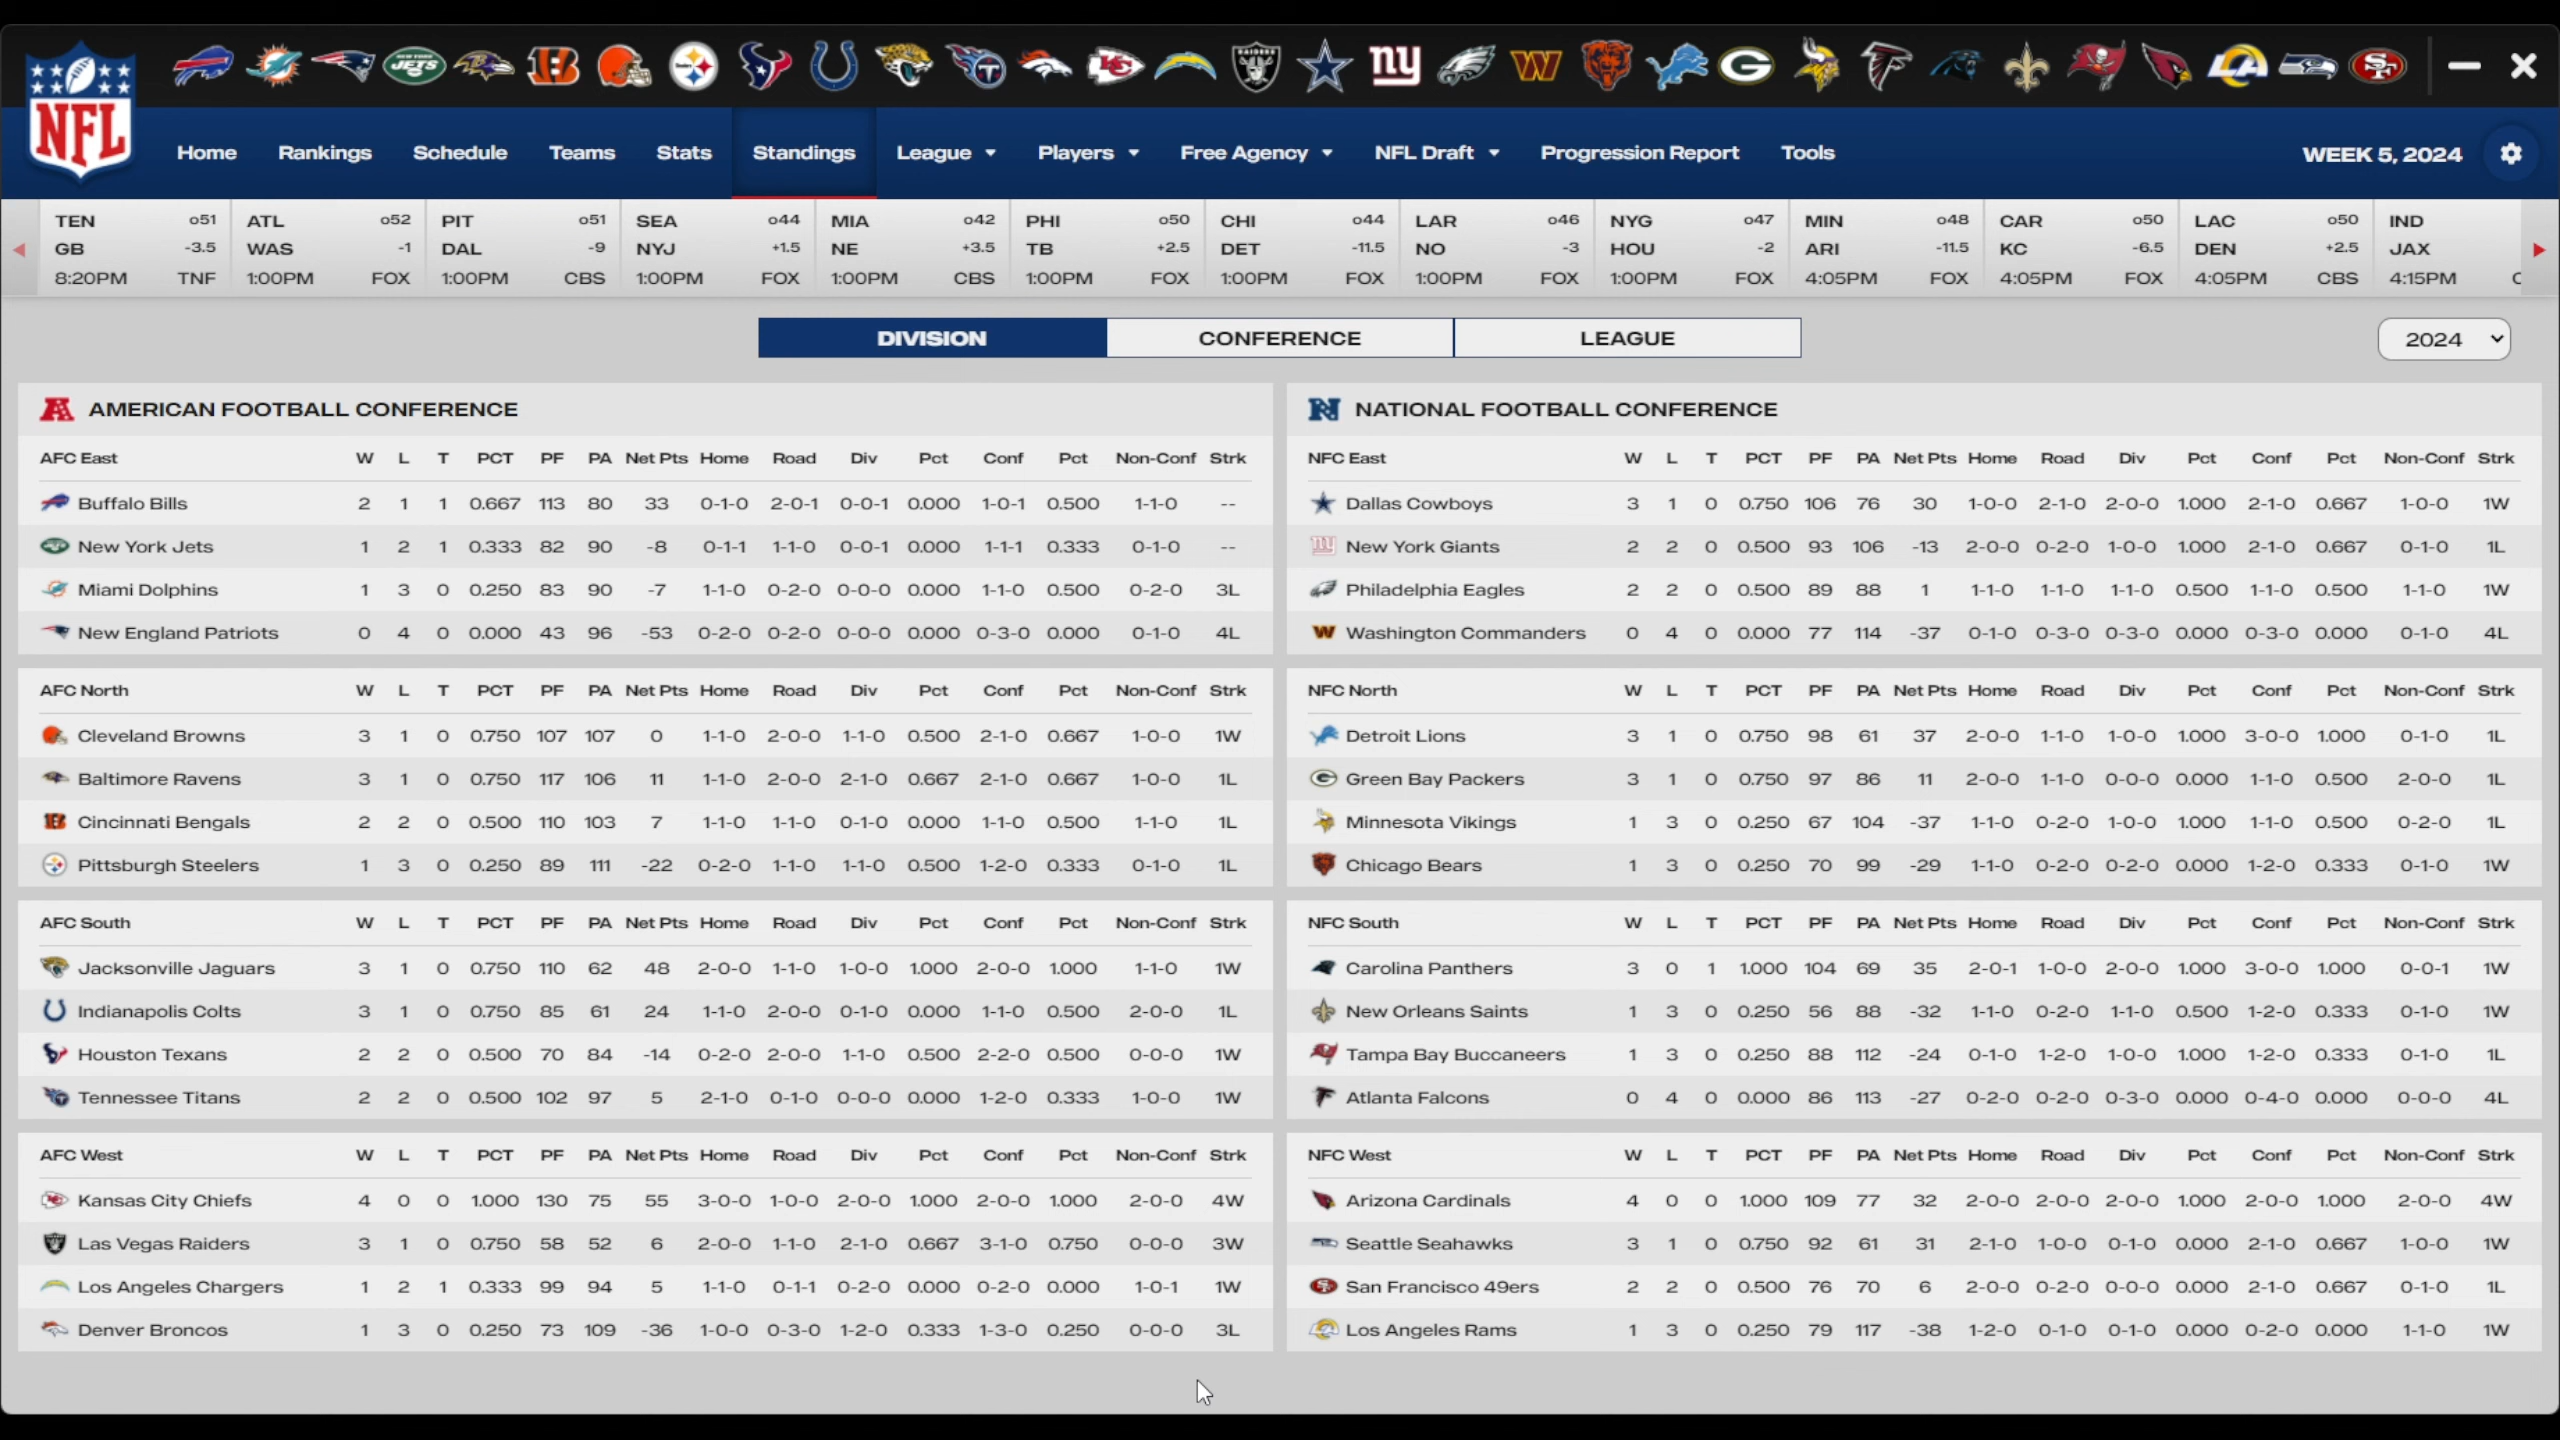 NFL
Home Rankings Schedule Teams Stats Standings League Players Free Agency NFL Draft Progression Report Tools WEEK 5, 2024
TEN o51 ATL o52 PIT o51 SEA o44 MIA o42 PHI o50 CHI o44 LAR o46 NYG o47 MIN o48 CAR o50 LAC o50 IND
GB -3.5 WAS -1 DAL -9 NYJ +1.5 NE +3.5 TB +2.5 DET -11.5 NO -3 HOU -2 ARI -11.5 KC -6.5 DEN +2.5 JAX
8:20PM TNF 1:00PM FOX 1:00PM CBS 1:00PM FOX 1:00PM CBS 1:00PM FOX 1:00PM FOX 1:00PM FOX 1:00PM FOX 4:05PM FOX 4:05PM FOX 4:05PM CBS 4:15PM
DIVISION CONFERENCE LEAGUE 2024
AMERICAN FOOTBALL CONFERENCE
AFC East W L T PCT PF PA Net Pts Home Road Div Pct Conf Pct Non-Conf Strk
Buffalo Bills 2 1 1 0.667 113 80 33 0-1-0 2-0-1 0-0-1 0.000 1-0-1 0.500 1-1-0 --
New York Jets 1 2 1 0.333 82 90 -8 0-1-1 1-1-0 0-0-1 0.000 1-1-1 0.333 0-1-0 --
Miami Dolphins 1 3 0 0.250 83 90 -7 1-1-0 0-2-0 0-0-0 0.000 1-1-0 0.500 0-2-0 3L
New England Patriots 0 4 0 0.000 43 96 -53 0-2-0 0-2-0 0-0-0 0.000 0-3-0 0.000 0-1-0 4L
AFC North W L T PCT PF PA Net Pts Home Road Div Pct Conf Pct Non-Conf Strk
Cleveland Browns 3 1 0 0.750 107 107 0 1-1-0 2-0-0 1-1-0 0.500 2-1-0 0.667 1-0-0 1W
Baltimore Ravens 3 1 0 0.750 117 106 11 1-1-0 2-0-0 2-1-0 0.667 2-1-0 0.667 1-0-0 1L
Cincinnati Bengals 2 2 0 0.500 110 103 7 1-1-0 1-1-0 0-1-0 0.000 1-1-0 0.500 1-1-0 1L
Pittsburgh Steelers 1 3 0 0.250 89 111 -22 0-2-0 1-1-0 1-1-0 0.500 1-2-0 0.333 0-1-0 1L
AFC South W L T PCT PF PA Net Pts Home Road Div Pct Conf Pct Non-Conf Strk
Jacksonville Jaguars 3 1 0 0.750 110 62 48 2-0-0 1-1-0 1-0-0 1.000 2-0-0 1.000 1-1-0 1W
Indianapolis Colts 3 1 0 0.750 85 61 24 1-1-0 2-0-0 0-1-0 0.000 1-1-0 0.500 2-0-0 1L
Houston Texans 2 2 0 0.500 70 84 -14 0-2-0 2-0-0 1-1-0 0.500 2-2-0 0.500 0-0-0 1W
Tennessee Titans 2 2 0 0.500 102 97 5 2-1-0 0-1-0 0-0-0 0.000 1-2-0 0.333 1-0-0 1W
AFC West W L T PCT PF PA Net Pts Home Road Div Pct Conf Pct Non-Conf Strk
Kansas City Chiefs 4 0 0 1.000 130 75 55 3-0-0 1-0-0 2-0-0 1.000 2-0-0 1.000 2-0-0 4W
Las Vegas Raiders 3 1 0 0.750 58 52 6 2-0-0 1-1-0 2-1-0 0.667 3-1-0 0.750 0-0-0 3W
Los Angeles Chargers 1 2 1 0.333 99 94 5 1-1-0 0-1-1 0-2-0 0.000 0-2-0 0.000 1-0-1 1W
Denver Broncos 1 3 0 0.250 73 109 -36 1-0-0 0-3-0 1-2-0 0.333 1-3-0 0.250 0-0-0 3L
NATIONAL FOOTBALL CONFERENCE
NFC East W L T PCT PF PA Net Pts Home Road Div Pct Conf Pct Non-Conf Strk
Dallas Cowboys 3 1 0 0.750 106 76 30 1-0-0 2-1-0 2-0-0 1.000 2-1-0 0.667 1-0-0 1W
New York Giants 2 2 0 0.500 93 106 -13 2-0-0 0-2-0 1-0-0 1.000 2-1-0 0.667 0-1-0 1L
Philadelphia Eagles 2 2 0 0.500 89 88 1 1-1-0 1-1-0 1-1-0 0.500 1-1-0 0.500 1-1-0 1W
Washington Commanders 0 4 0 0.000 77 114 -37 0-1-0 0-3-0 0-3-0 0.000 0-3-0 0.000 0-1-0 4L
NFC North W L T PCT PF PA Net Pts Home Road Div Pct Conf Pct Non-Conf Strk
Detroit Lions 3 1 0 0.750 98 61 37 2-0-0 1-1-0 1-0-0 1.000 3-0-0 1.000 0-1-0 1L
Green Bay Packers 3 1 0 0.750 97 86 11 2-0-0 1-1-0 0-0-0 0.000 1-1-0 0.500 2-0-0 1L
Minnesota Vikings 1 3 0 0.250 67 104 -37 1-1-0 0-2-0 1-0-0 1.000 1-1-0 0.500 0-2-0 1L
Chicago Bears 1 3 0 0.250 70 99 -29 1-1-0 0-2-0 0-2-0 0.000 1-2-0 0.333 0-1-0 1W
NFC South W L T PCT PF PA Net Pts Home Road Div Pct Conf Pct Non-Conf Strk
Carolina Panthers 3 0 1 1.000 104 69 35 2-0-1 1-0-0 2-0-0 1.000 3-0-0 1.000 0-0-1 1W
New Orleans Saints 1 3 0 0.250 56 88 -32 1-1-0 0-2-0 1-1-0 0.500 1-2-0 0.333 0-1-0 1W
Tampa Bay Buccaneers 1 3 0 0.250 88 112 -24 0-1-0 1-2-0 1-0-0 1.000 1-2-0 0.333 0-1-0 1L
Atlanta Falcons 0 4 0 0.000 86 113 -27 0-2-0 0-2-0 0-3-0 0.000 0-4-0 0.000 0-0-0 4L
NFC West W L T PCT PF PA Net Pts Home Road Div Pct Conf Pct Non-Conf Strk
Arizona Cardinals 4 0 0 1.000 109 77 32 2-0-0 2-0-0 2-0-0 1.000 2-0-0 1.000 2-0-0 4W
Seattle Seahawks 3 1 0 0.750 92 61 31 2-1-0 1-0-0 0-1-0 0.000 2-1-0 0.667 1-0-0 1W
San Francisco 49ers 2 2 0 0.500 76 70 6 2-0-0 0-2-0 0-0-0 0.000 2-1-0 0.667 0-1-0 1L
Los Angeles Rams 1 3 0 0.250 79 117 -38 1-2-0 0-1-0 0-1-0 0.000 0-2-0 0.000 1-1-0 1W